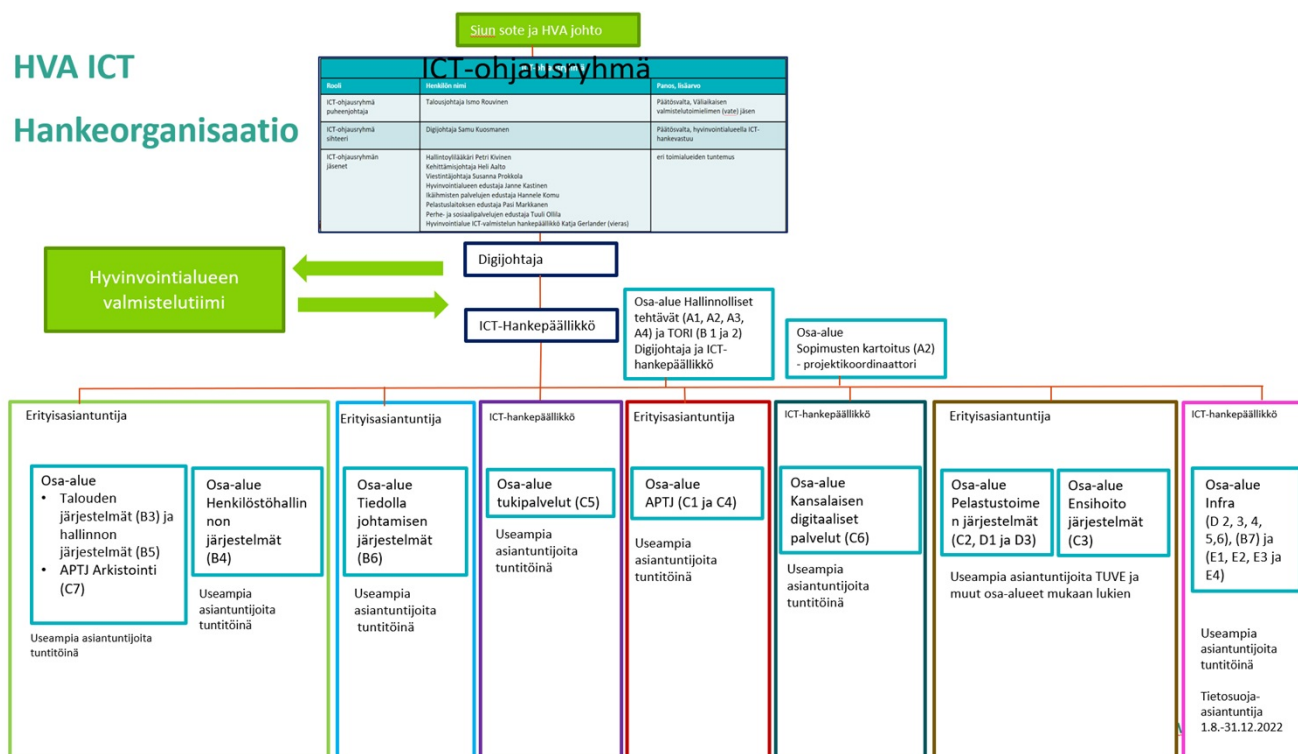 HVA ICT
Hankeorganisaatio
Siun sote ja HVA johto
ICT-ohjausryhmä
Rooli
Henkilön nimi
Panos, lisäarvo
ICT-ohjausryhmä
puheenjohtaja
Talousjohtaja Ismo Rouvinen
Päätösvalta, Väliaikaisen
valmistelutoimielimen (vate) jäsen
ICT-ohjausryhmä
sihteeri
Digijohtaja Samu Kuosmanen
Päätösvalta, hyvinvointialueella ICT-
hankevastuu
ICT-ohjausryhmän
jäsenet
Hallintoylilääkäri Petri Kivinen
Kehittämisjohtaja Heli Aalto
Viestintäjohtaja Susanna Prokkola
Hyvinvointialueen edustaja Janne Kastinen
Ikäihmisten palvelujen edustaja Hannele Komu
Pelastuslaitoksen edustaja Pasi Markkanen
Perhe- ja sosiaalipalvelujen edustaja Tuuli Ollila
Hyvinvointialue ICT-valmistelun hankepäällikkö Katja Gerlander (vieras)
eri toimialueiden tuntemus
Hyvinvointialueen
valmistelutiimi
Digijohtaja
ICT-Hankepäällikkö
Osa-alue Hallinnolliset
tehtävät (A1, A2, A3,
A4) ja TORI (B 1 ja 2)
Digijohtaja ja ICT-
hankepäällikkö
Osa-alue
Sopimusten kartoitus (A2)
- projektikoordinaattori
Erityisasiantuntija
Osa-alue
• Talouden
järjestelmät (B3) ja
hallinnon
järjestelmät (B5)
• APTJ Arkistointi
(C7)
Useampia asiantuntijoita
tuntitöinä
Osa-alue
Henkilöstöhallin
non
järjestelmät
(B4)
Useampia
asiantuntijoita
tuntitöinä
Erityisasiantuntija
Osa-alue
Tiedolla
johtamisen
järjestelmät
(B6)
Useampia
asiantuntijoita
tuntitöinä
ICT-hankepäällikkö
Osa-alue
tukipalvelut (C5)
Useampia
asiantuntijoita
tuntitöinä
Erityisasiantuntija
Osa-alue
APTJ (C1 ja C4)
Useampia
asiantuntijoita
tuntitöinä
ICT-hankepäällikkö
Osa-alue
Kansalaisen
digitaaliset
palvelut (C6)
Useampia
asiantuntijoita
tuntitöinä
Erityisasiantuntija
Osa-alue
Pelastustoime
n järjestelmät
(C2, D1 ja D3)
Osa-alue
Ensihoito
järjestelmät
(C3)
Useampia asiantuntijoita TUVE ja
muut osa-alueet mukaan lukien
ICT-hankepäällikkö
Osa-alue
Infra
(D 2, 3, 4,
5,6), (B7) ja
(E1, E2, E3 ja
E4)
Useampia
asiantuntijoita
tuntitöinä
Tietosuoja-
asiantuntija
1.8.-31.12.2022